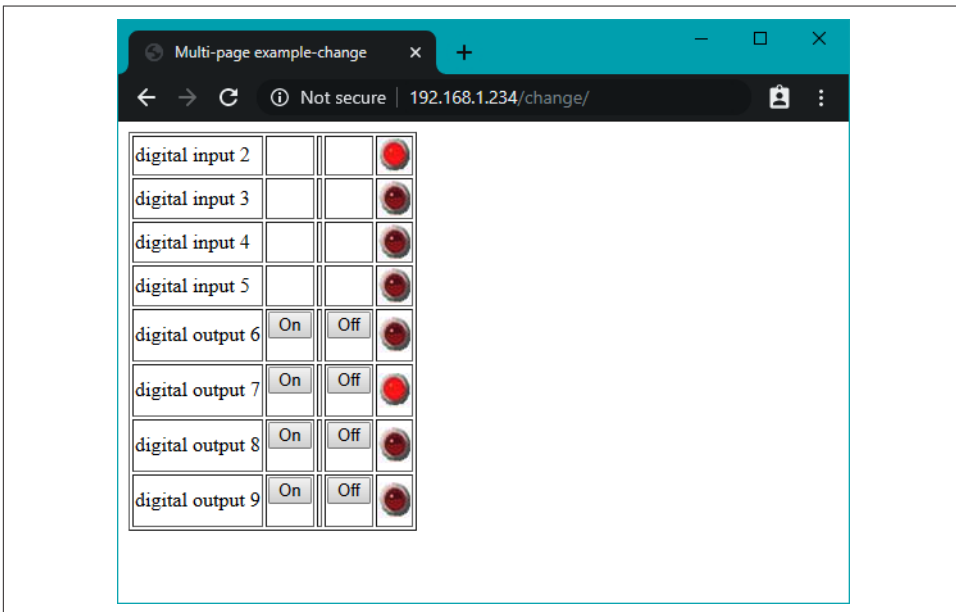 Multi-page example-change
Not secure | 192.168.1.234/change/
digital input 2
digital input 3
digital input 4
digital input 5
digital output 6 On Off
digital output 7 On Off
digital output 8 On Off
digital output 9 On Off